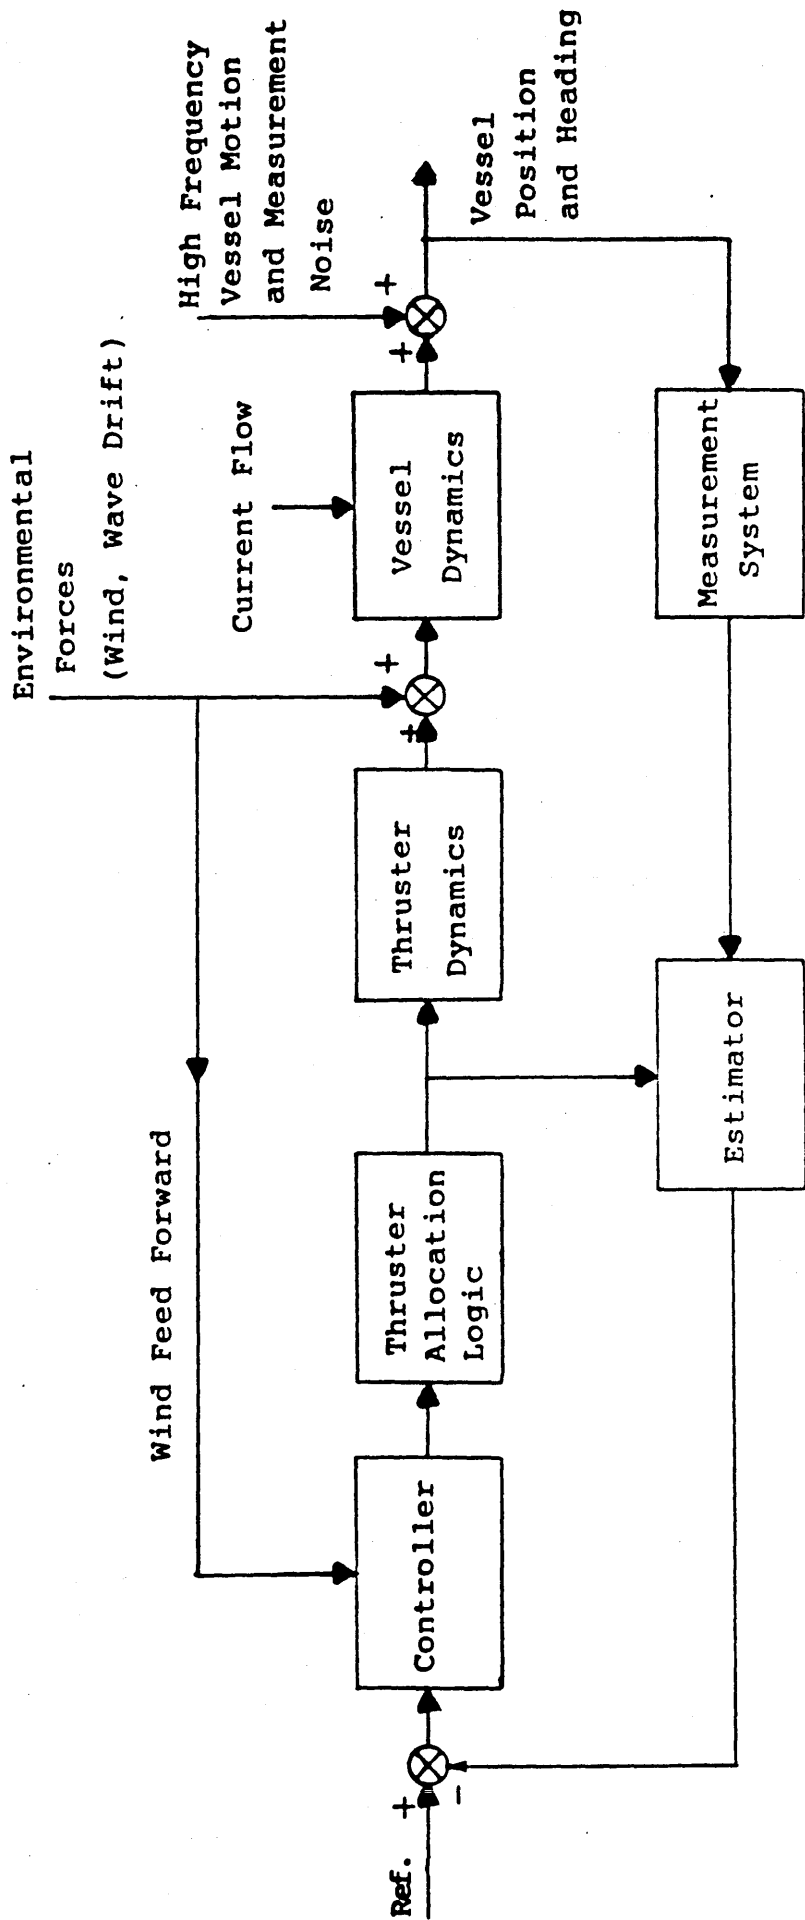 Environmental
Forces
(Wind, Wave Drift)
High Frequency
Vessel Motion
and Measurement
Noise
Wind Feed Forward
Current Flow
Ref.
+
-
Controller
Thruster
Allocation
Logic
Thruster
Dynamics
+
+
Vessel
Dynamics
+
+
Vessel
Position
and Heading
Estimator
Measurement
System